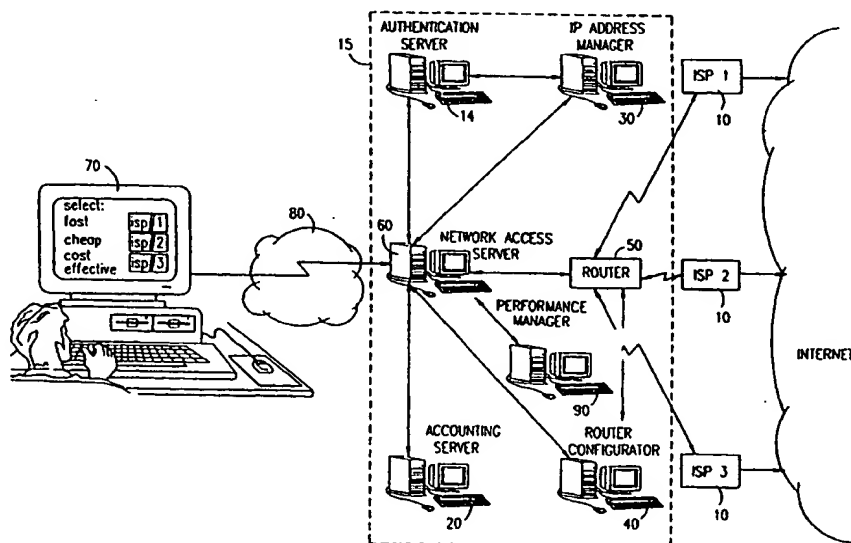 AUTHENTICATION
SERVER
IP ADDRESS
MANAGER
15
ISP 1
10
14
30
70
select:
fast isp 1
cheap isp 2
cost
effective isp 3
80
60
NETWORK ACCESS
SERVER
50
ROUTER
ISP 2
10
PERFORMANCE
MANAGER
INTERNET
90
ACCOUNTING
SERVER
ROUTER
CONFIGURATOR
ISP 3
10
20
40